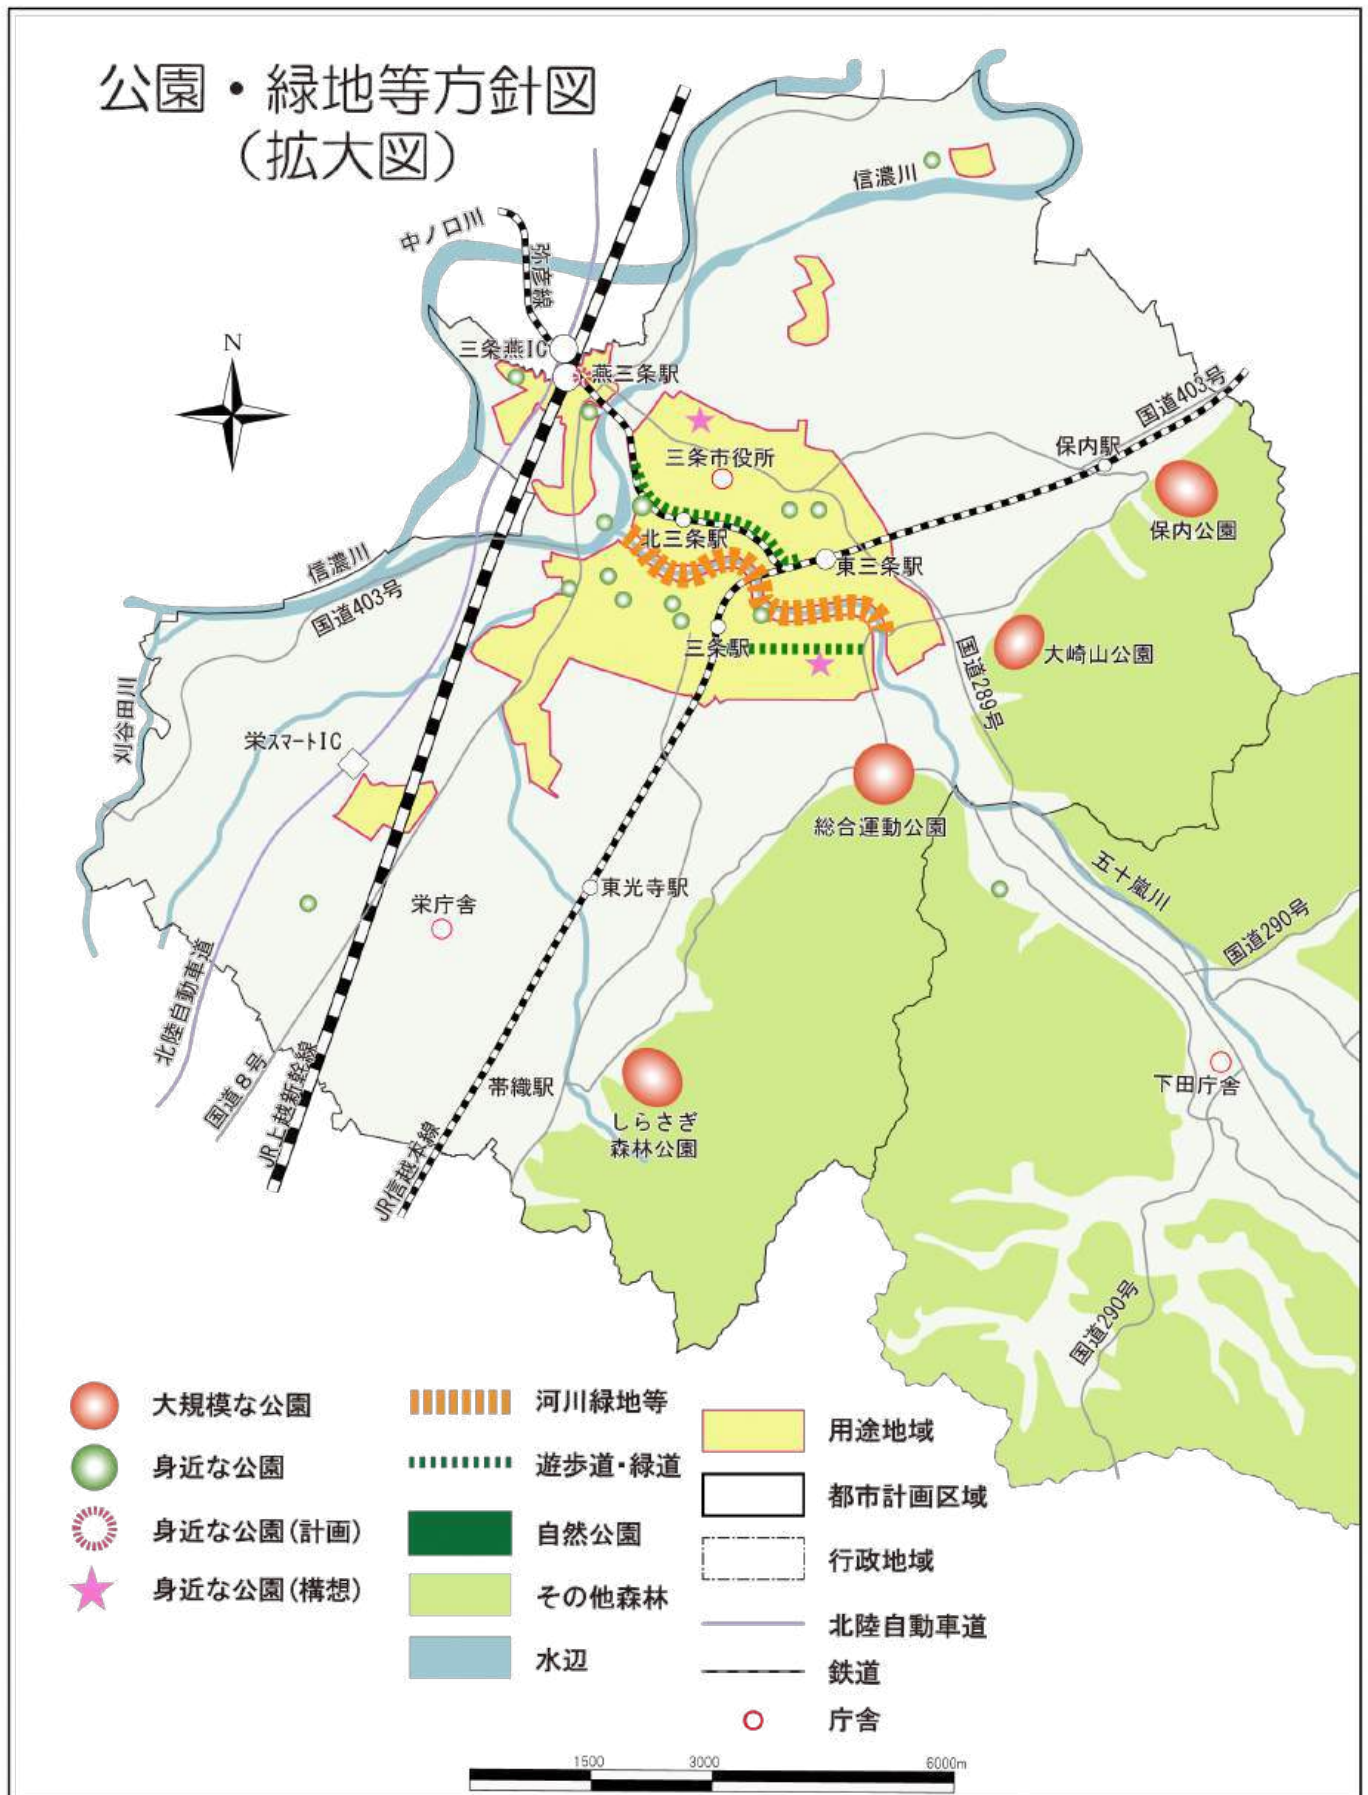 公園・緑地等方針図
（拡大図）
信濃川
中ノ口川
弥彦線
N
三条燕IC
燕三条駅
国道403号
保内駅
三条市役所
保内公園
北三条駅
東三条駅
信濃川
国道403号
三条駅
大崎山公園
国道289号
刈谷田川
栄スマートIC
総合運動公園
五十嵐川
東光寺駅
栄庁舎
国道290号
北陸自動車道
国道8号
JR上越新幹線
帯織駅
下田庁舎
しらさぎ
森林公園
JR信越本線
国道290号
大規模な公園
身近な公園
身近な公園(計画)
身近な公園(構想)
河川緑地等
遊歩道・緑道
自然公園
その他森林
水辺
用途地域
都市計画区域
行政地域
北陸自動車道
鉄道
庁舎
1500 3000 6000m